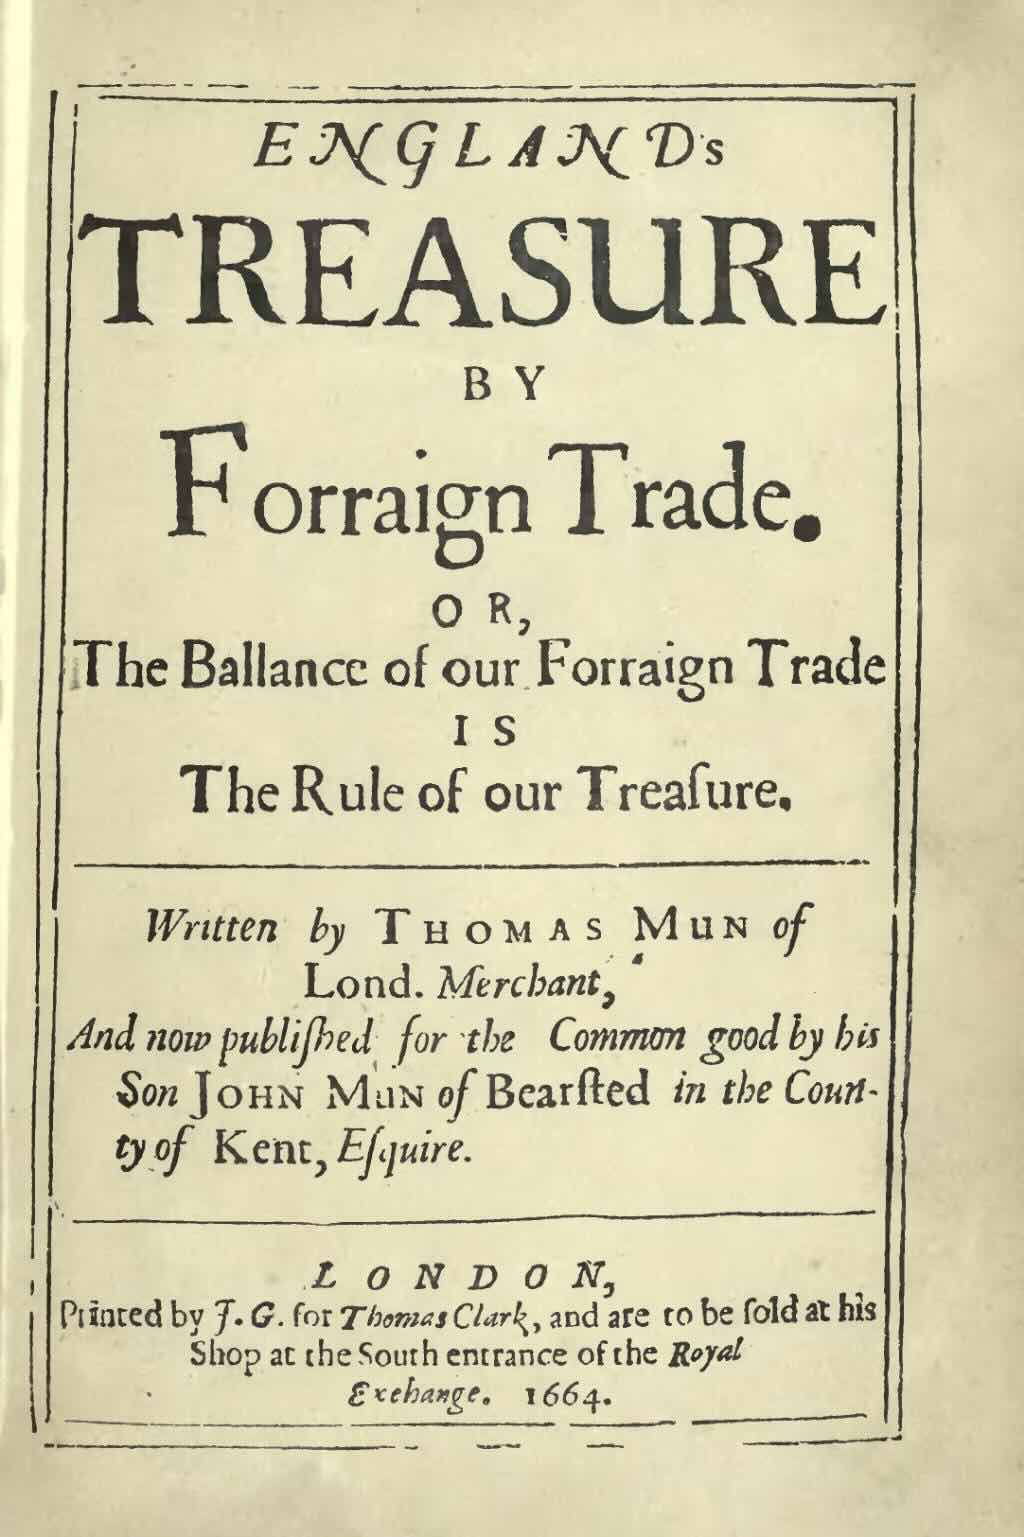 ENGLAND's
TREASURE
BY
Forraign Trade.
OR,
The Ballance of our Forraign Trade
IS
The Rule of our Treaſure.
Written by THOMAS MUN of
Lond. Merchant,
And now publiſhed for the Common good by his
Son JOHN MUN of Bearſted in the Coun-
ty of Kent, Eſquire.
LONDON,
Printed by J. G. for Thomas Clark, and are to be ſold at his
Shop at the South entrance of the Royal
Exehange. 1664.